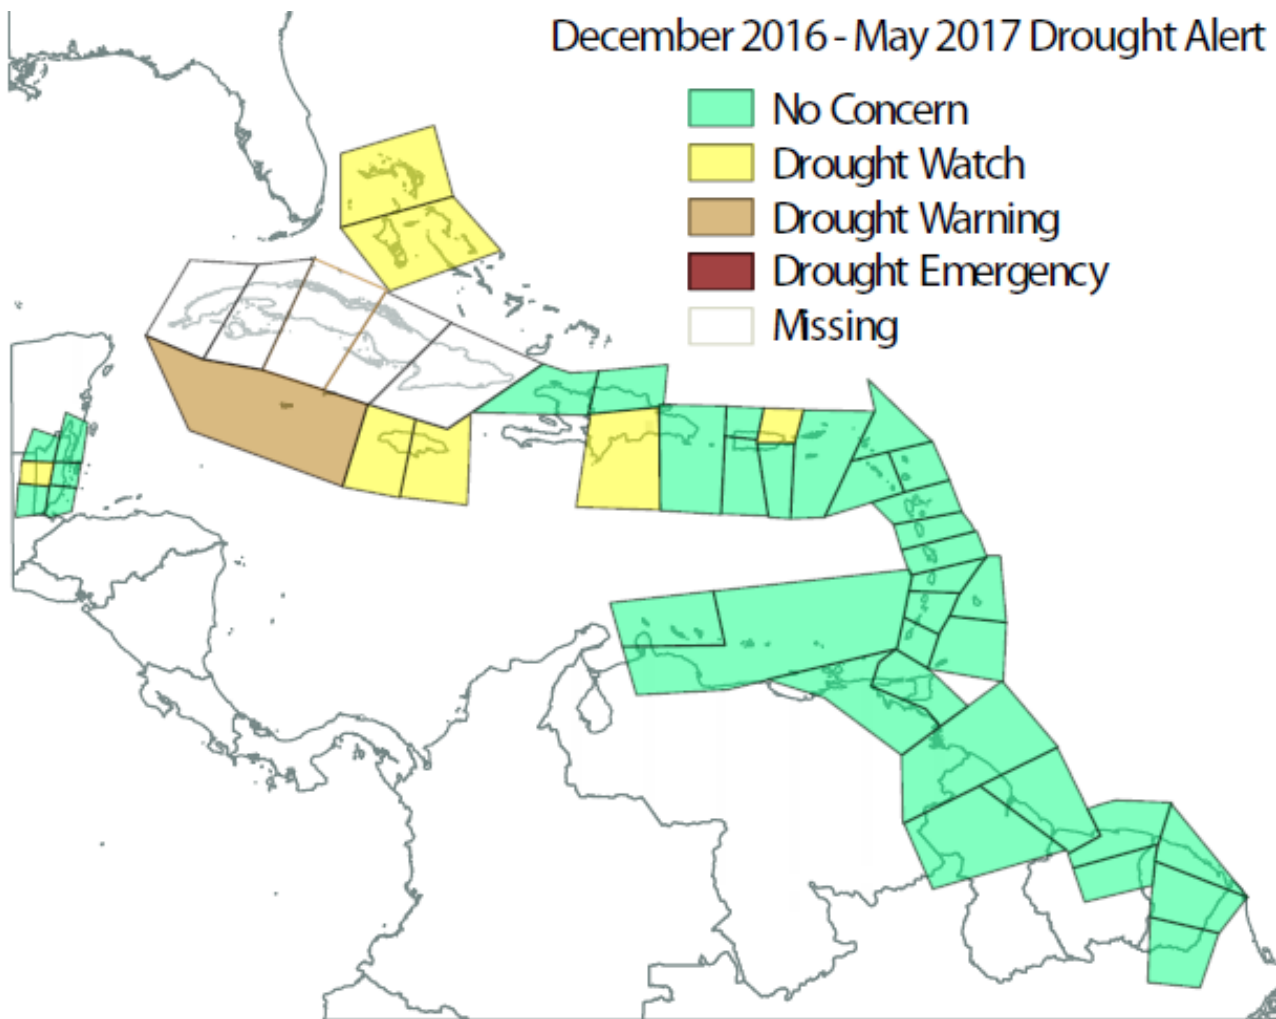 December 2016 - May 2017 Drought Alert
No Concern
Drought Watch
Drought Warning
Drought Emergency
Missing